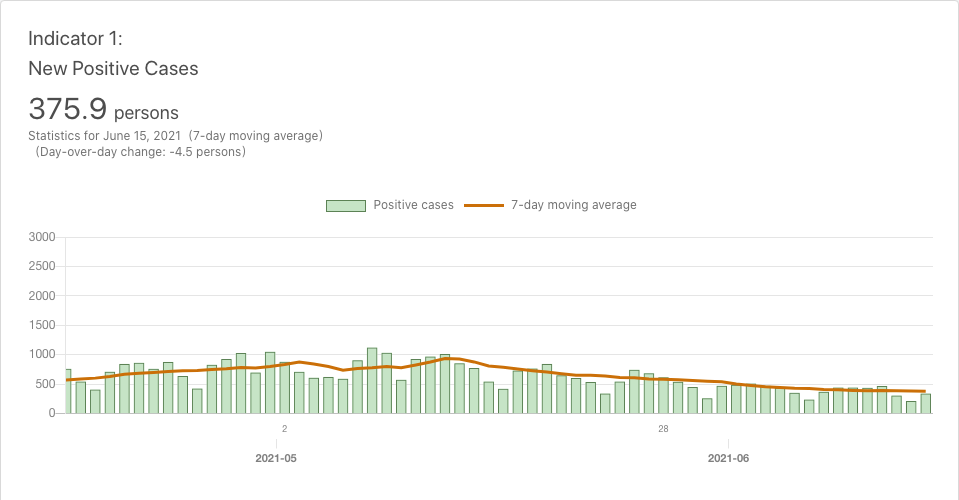 Indicator 1:
New Positive Cases
375.9 persons
Statistics for June 15, 2021 (7-day moving average)
(Day-over-day change: -4.5 persons)
Positive cases 7-day moving average
3000
2500
2000
1500
1000
500
0
2 28
2021-05 2021-06